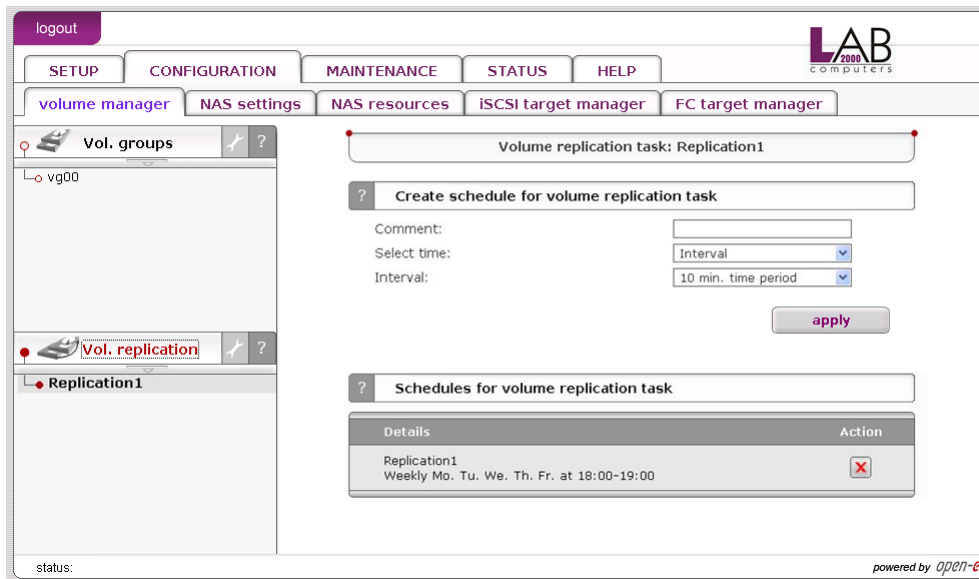 logout
LAB
2000
computers
SETUP CONFIGURATION MAINTENANCE STATUS HELP
volume manager NAS settings NAS resources iSCSI target manager FC target manager
Vol. groups ?
vg00
Vol. replication ?
Replication1
Volume replication task: Replication1
? Create schedule for volume replication task
Comment:
Select time: Interval
Interval: 10 min. time period
apply
? Schedules for volume replication task
Details Action
Replication1
Weekly Mo. Tu. We. Th. Fr. at 18:00-19:00
status:
powered by open-e